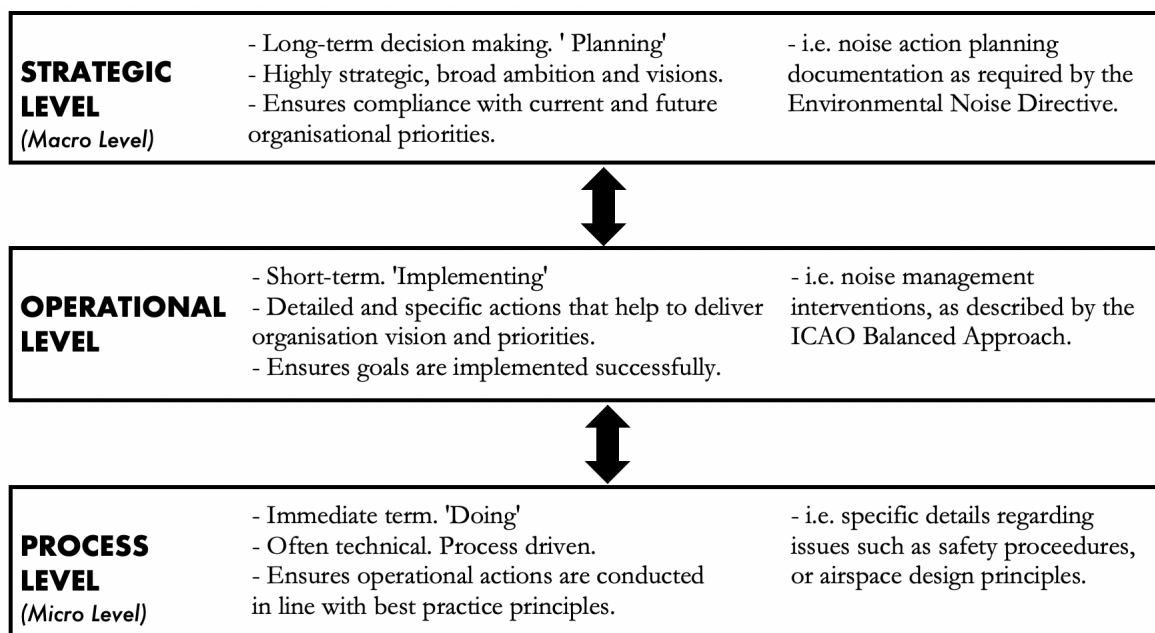 STRATEGIC
LEVEL
(Macro Level)
- Long-term decision making. ' Planning'
- Highly strategic, broad ambition and visions.
- Ensures compliance with current and future
organisational priorities.
- i.e. noise action planning
documentation as required by the
Environmental Noise Directive.
OPERATIONAL
LEVEL
- Short-term. 'Implementing'
- Detailed and specific actions that help to deliver
organisation vision and priorities.
- Ensures goals are implemented successfully.
- i.e. noise management
interventions, as described by the
ICAO Balanced Approach.
PROCESS
LEVEL
(Micro Level)
- Immediate term. 'Doing'
- Often technical. Process driven.
- Ensures operational actions are conducted
in line with best practice principles.
- i.e. specific details regarding
issues such as safety proceedures,
or airspace design principles.